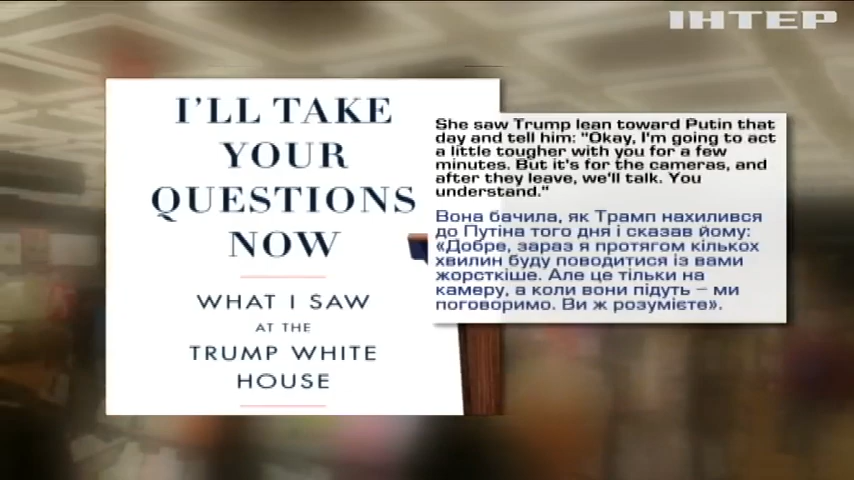 ІНТЕР
I'LL TAKE
YOUR
QUESTIONS
NOW
WHAT I SAW
AT THE
TRUMP WHITE
HOUSE
She saw Trump lean toward Putin that
day and tell him: "Okay, I'm going to act
a little tougher with you for a few
minutes. But it's for the cameras, and
after they leave, we'll talk. You
understand."
Вона бачила, як Трамп нахилився
до Путіна того дня і сказав йому:
«Добре, зараз я протягом кількох
хвилин буду поводитися із вами
жорсткіше. Але це тільки на
камеру, а коли вони підуть – ми
поговоримо. Ви ж розумієте».